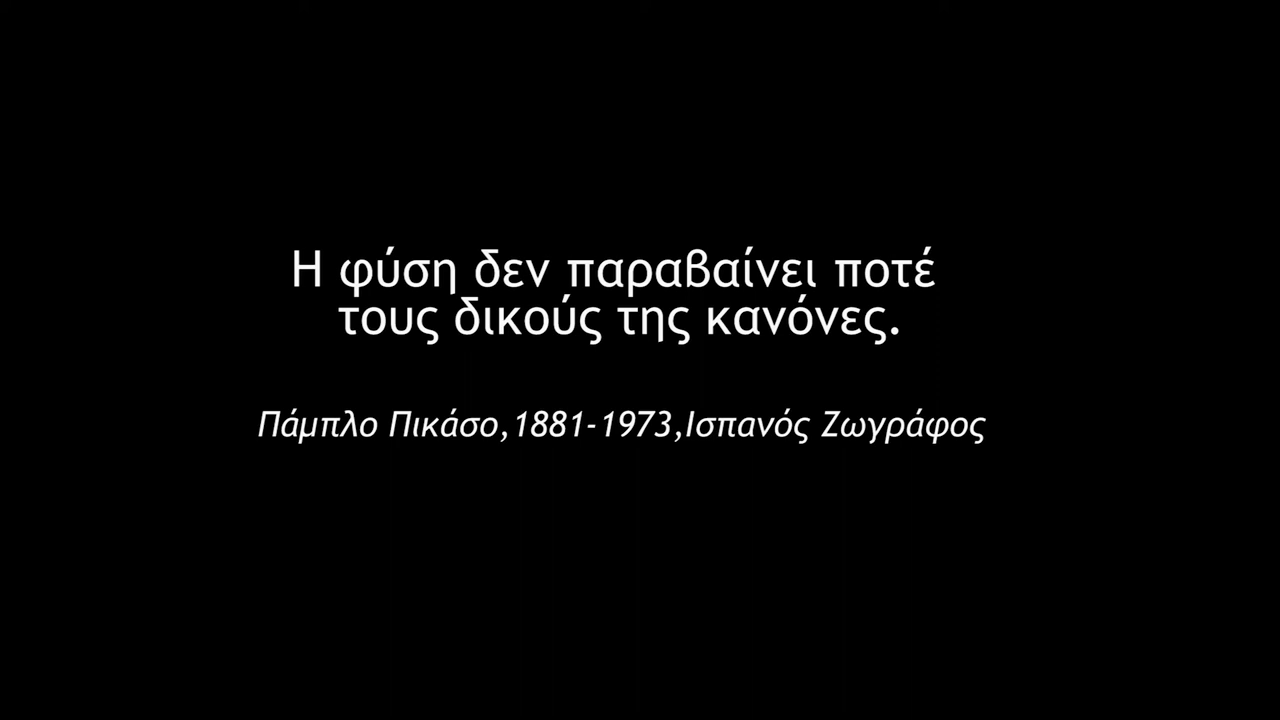 Η φύση δεν παραβαίνει ποτέ
τους δικούς της κανόνες.
Πάμπλο Πικάσο,1881-1973,Ισπανός Ζωγράφος